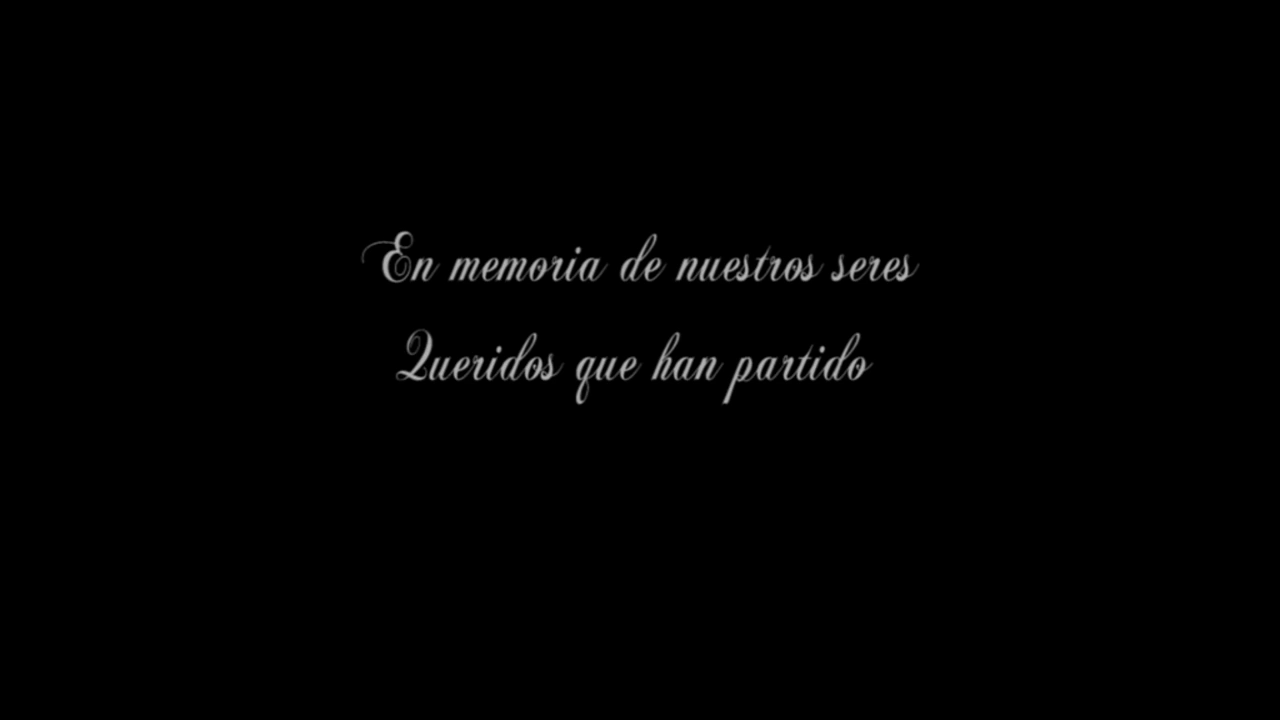 En memoria de nuestros seres
Queridos que han partido